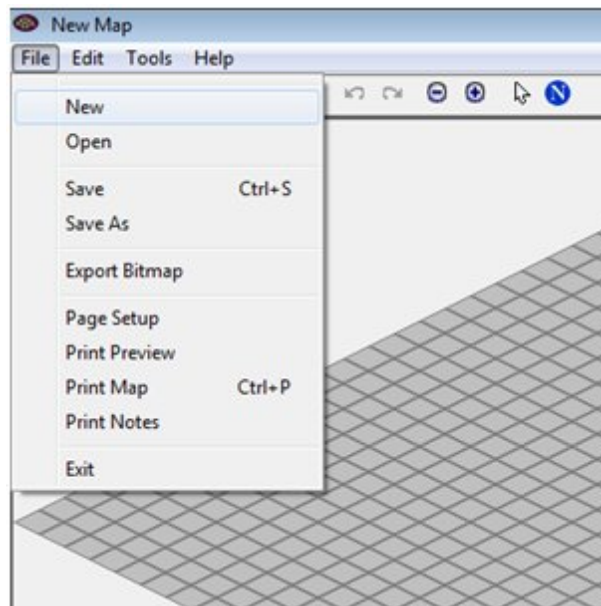 New Map
File Edit Tools Help
N
New
Open
Save Ctrl+S
Save As
Export Bitmap
Page Setup
Print Preview
Print Map Ctrl+P
Print Notes
Exit